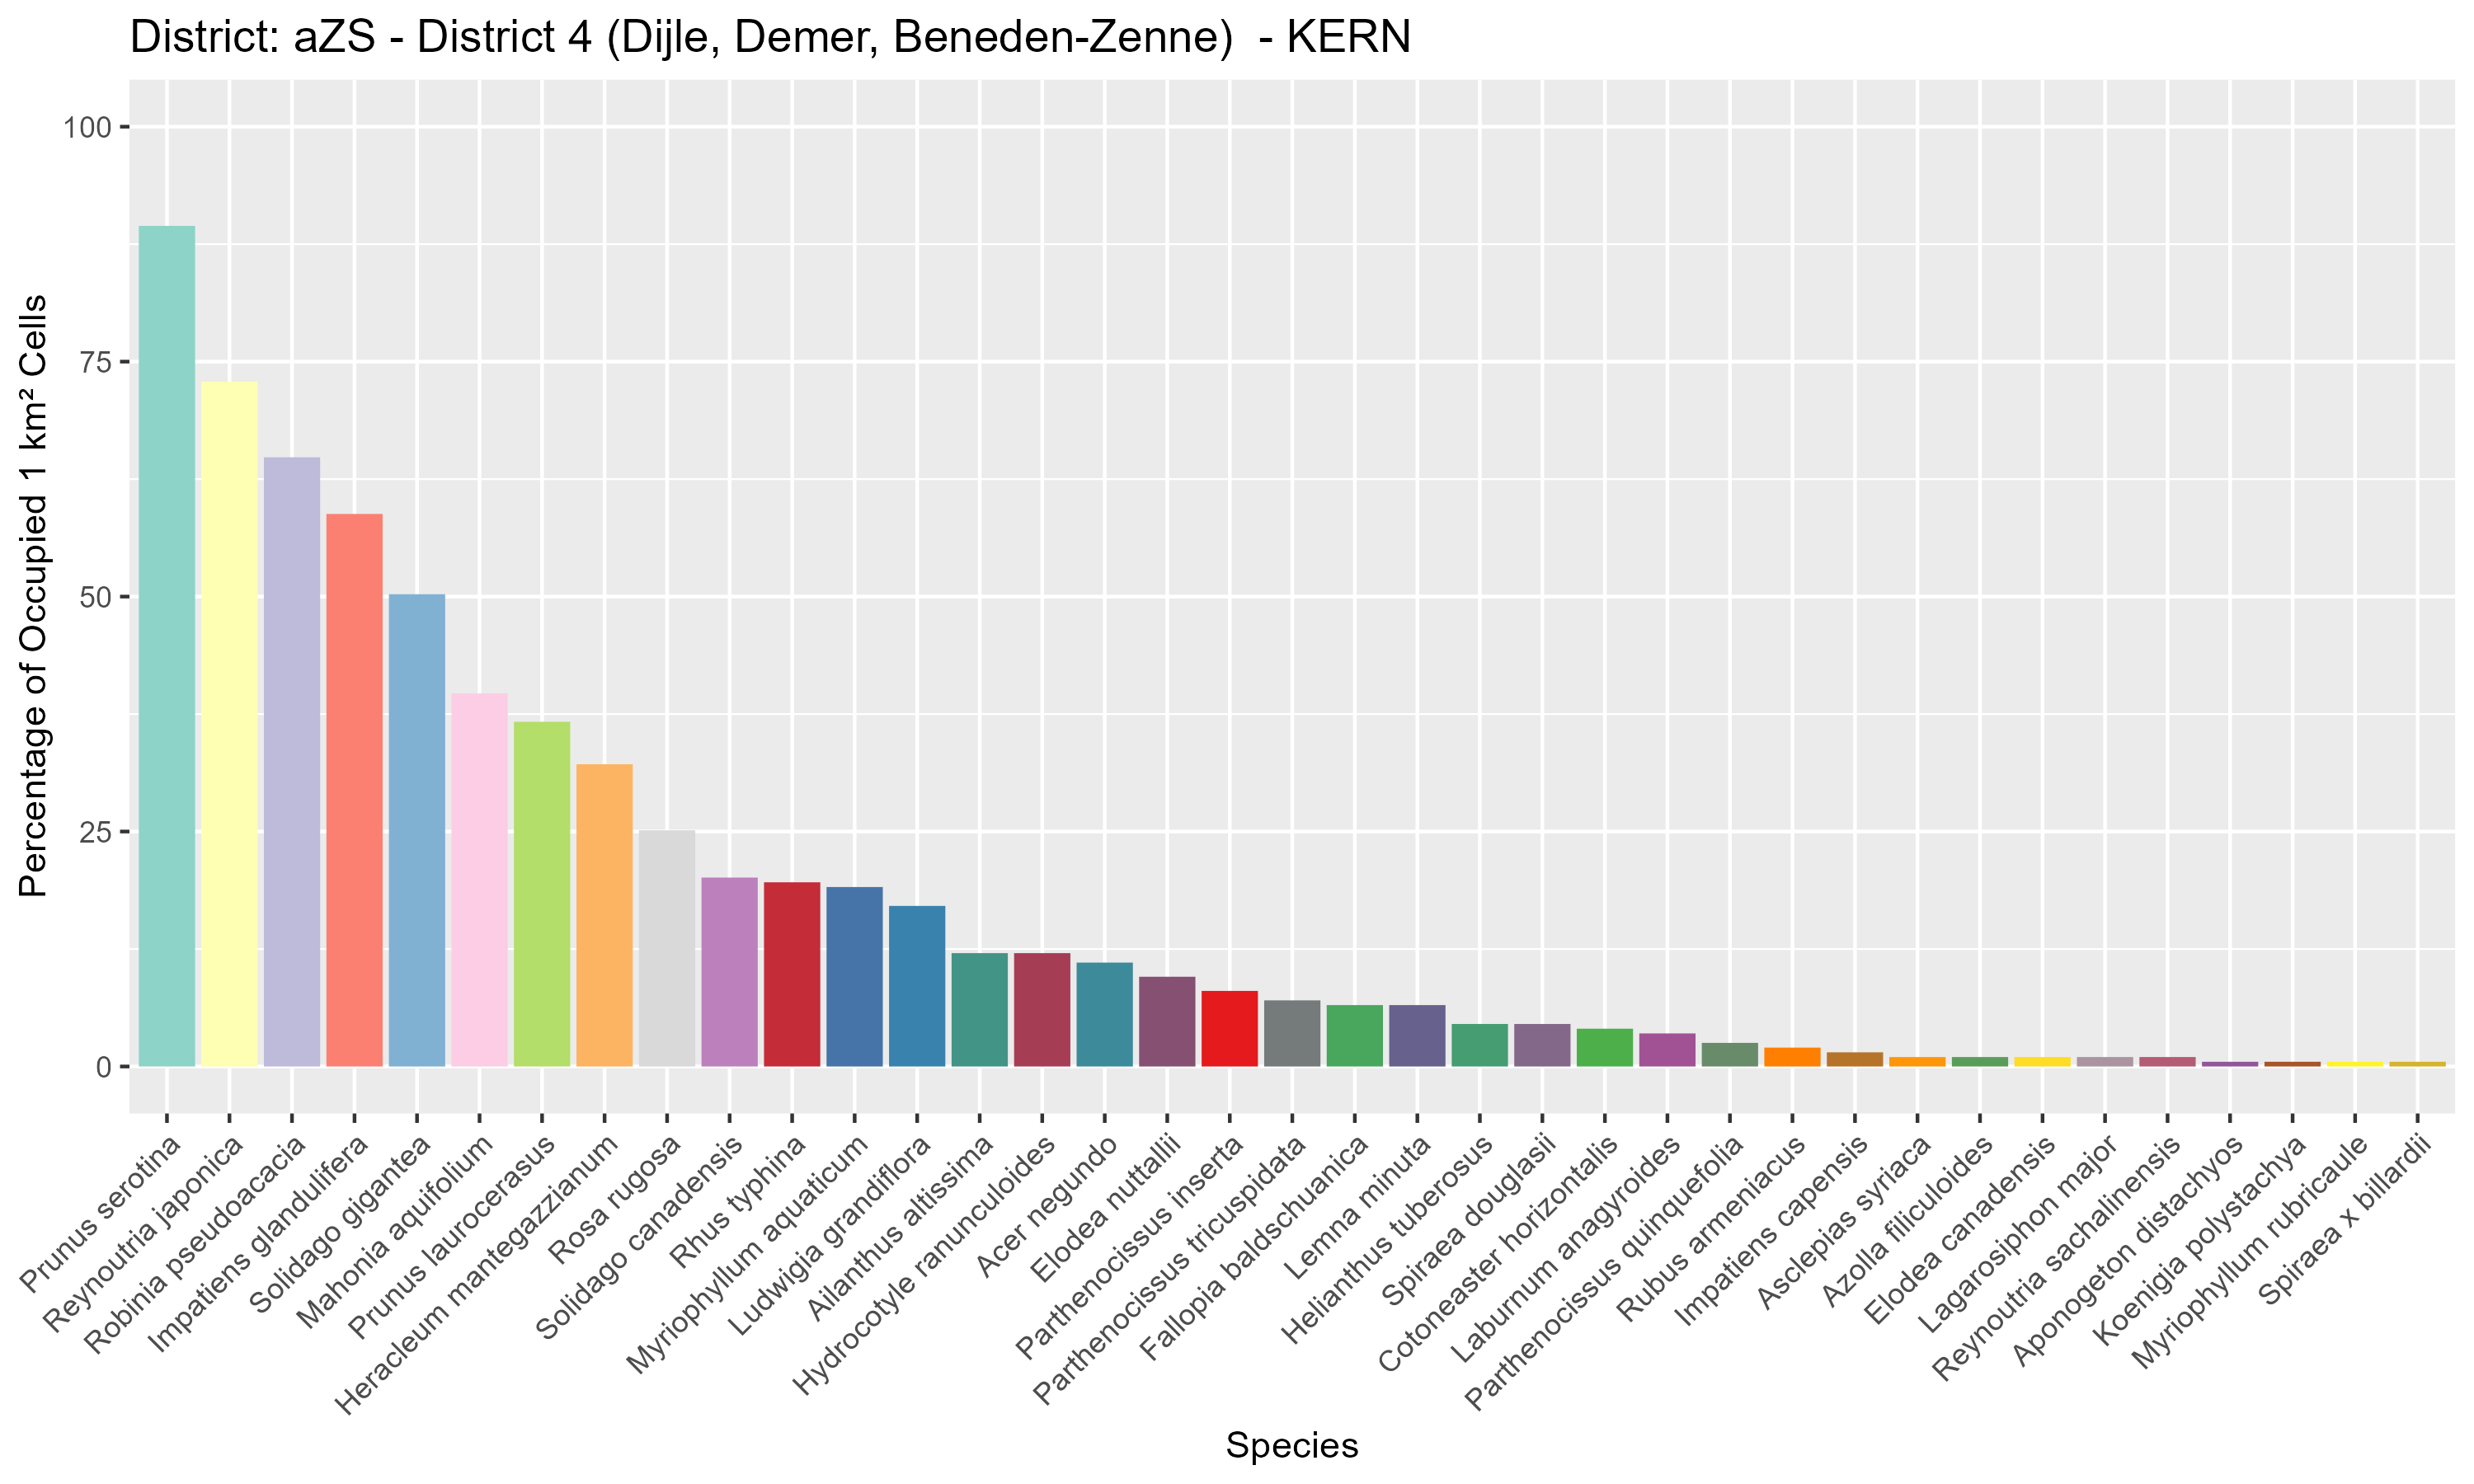 District: aZS - District 4 (Dijle, Demer, Beneden-Zenne)  - KERN
Percentage of Occupied 1 km² Cells
100
75
50
25
0
Prunus serotina
Reynoutria japonica
Robinia pseudoacacia
Impatiens glandulifera
Solidago gigantea
Mahonia aquifolium
Prunus laurocerasus
Heracleum mantegazzianum
Rosa rugosa
Solidago canadensis
Rhus typhina
Myriophyllum aquaticum
Ludwigia grandiflora
Ailanthus altissima
Hydrocotyle ranunculoides
Acer negundo
Elodea nuttallii
Parthenocissus inserta
Parthenocissus tricuspidata
Fallopia baldschuanica
Lemna minuta
Helianthus tuberosus
Spiraea douglasii
Cotoneaster horizontalis
Laburnum anagyroides
Parthenocissus quinquefolia
Rubus armeniacus
Impatiens capensis
Asclepias syriaca
Azolla filiculoides
Elodea canadensis
Lagarosiphon major
Reynoutria sachalinensis
Aponogeton distachyos
Koenigia polystachya
Myriophyllum rubricaule
Spiraea x billardii
Species